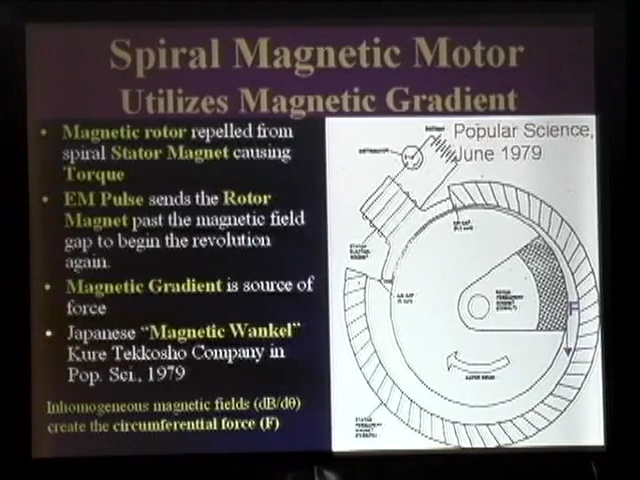 Spiral Magnetic Motor
Utilizes Magnetic Gradient
• Magnetic rotor repelled from
spiral Stator Magnet causing
Torque
• EM Pulse sends the Rotor
Magnet past the magnetic field
gap to begin the revolution
again.
• Magnetic Gradient is source of
force
• Japanese “Magnetic Wankel”
Kure Tekkosho Company in
Pop. Sci., 1979
Inhomogeneous magnetic fields (dB/dθ)
create the circumferential force (F)
Popular Science,
June 1979
F